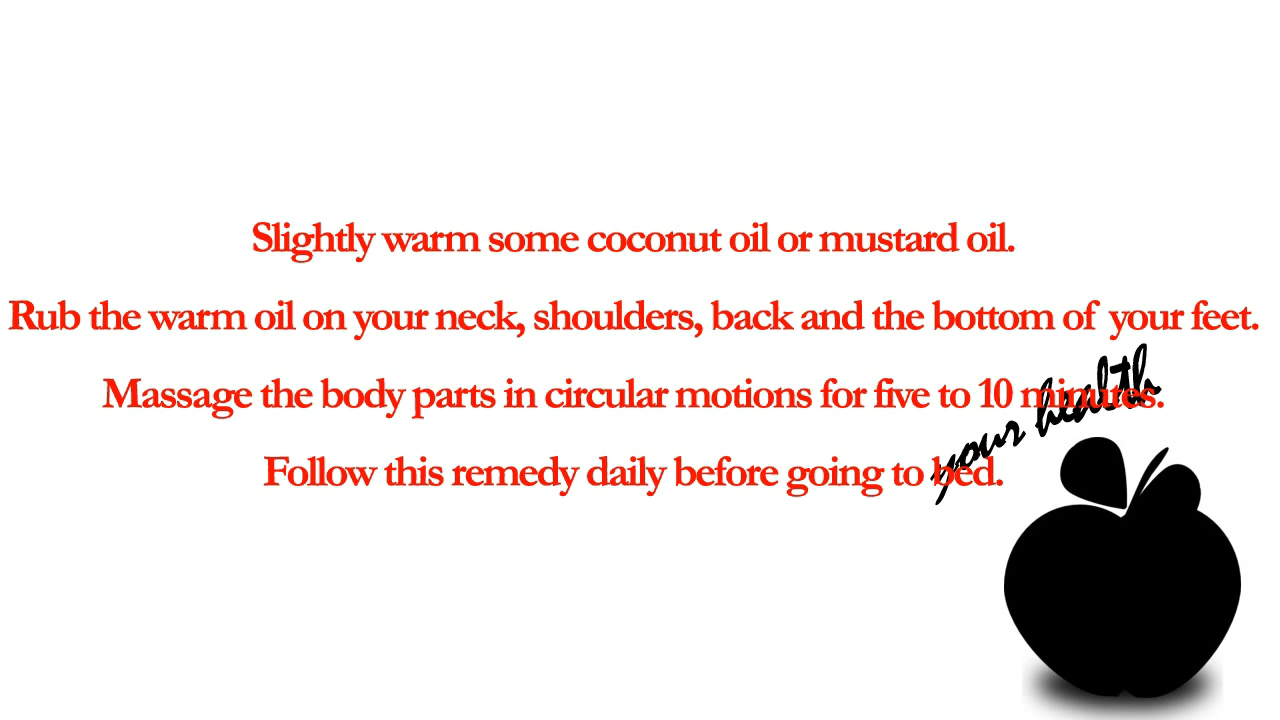 Slightly warm some coconut oil or mustard oil.
Rub the warm oil on your neck, shoulders, back and the bottom of your feet.
Massage the body parts in circular motions for five to 10 minutes.
Follow this remedy daily before going to bed.
your health